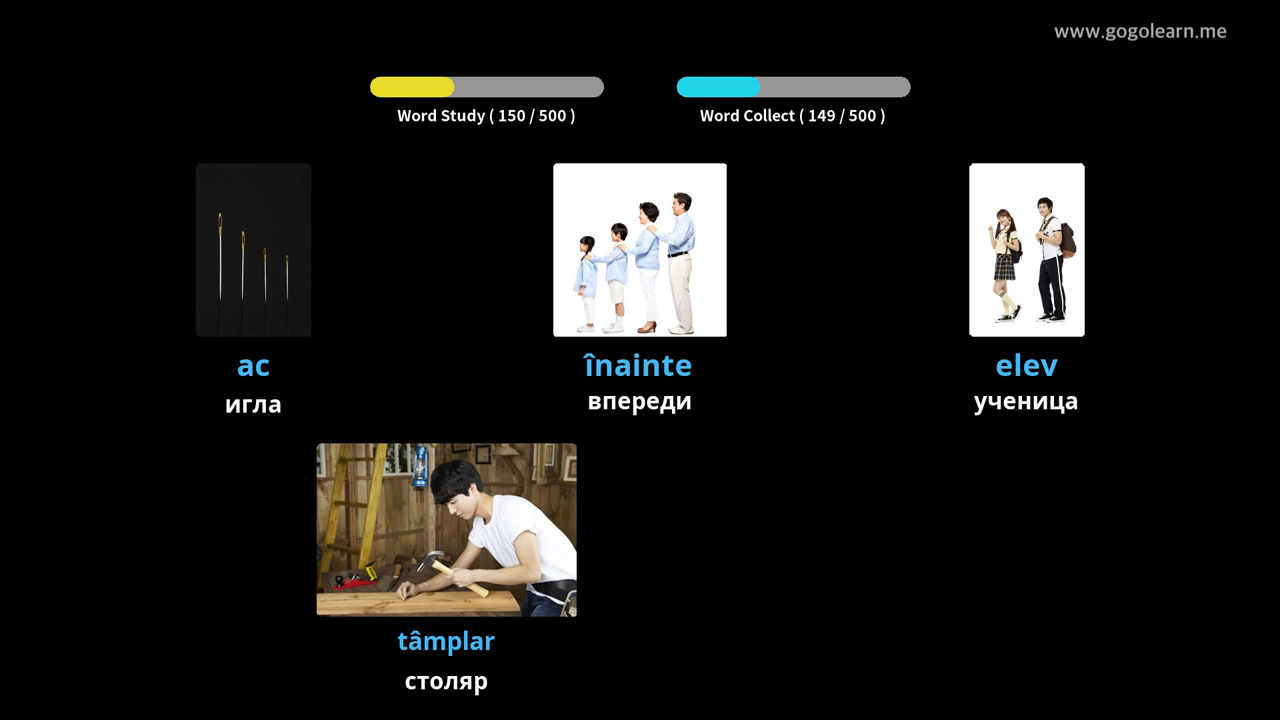 www.gogolearn.me
Word Study ( 150 / 500 )
Word Collect ( 149 / 500 )
ac
игла
înainte
впереди
elev
ученица
tâmplar
столяр